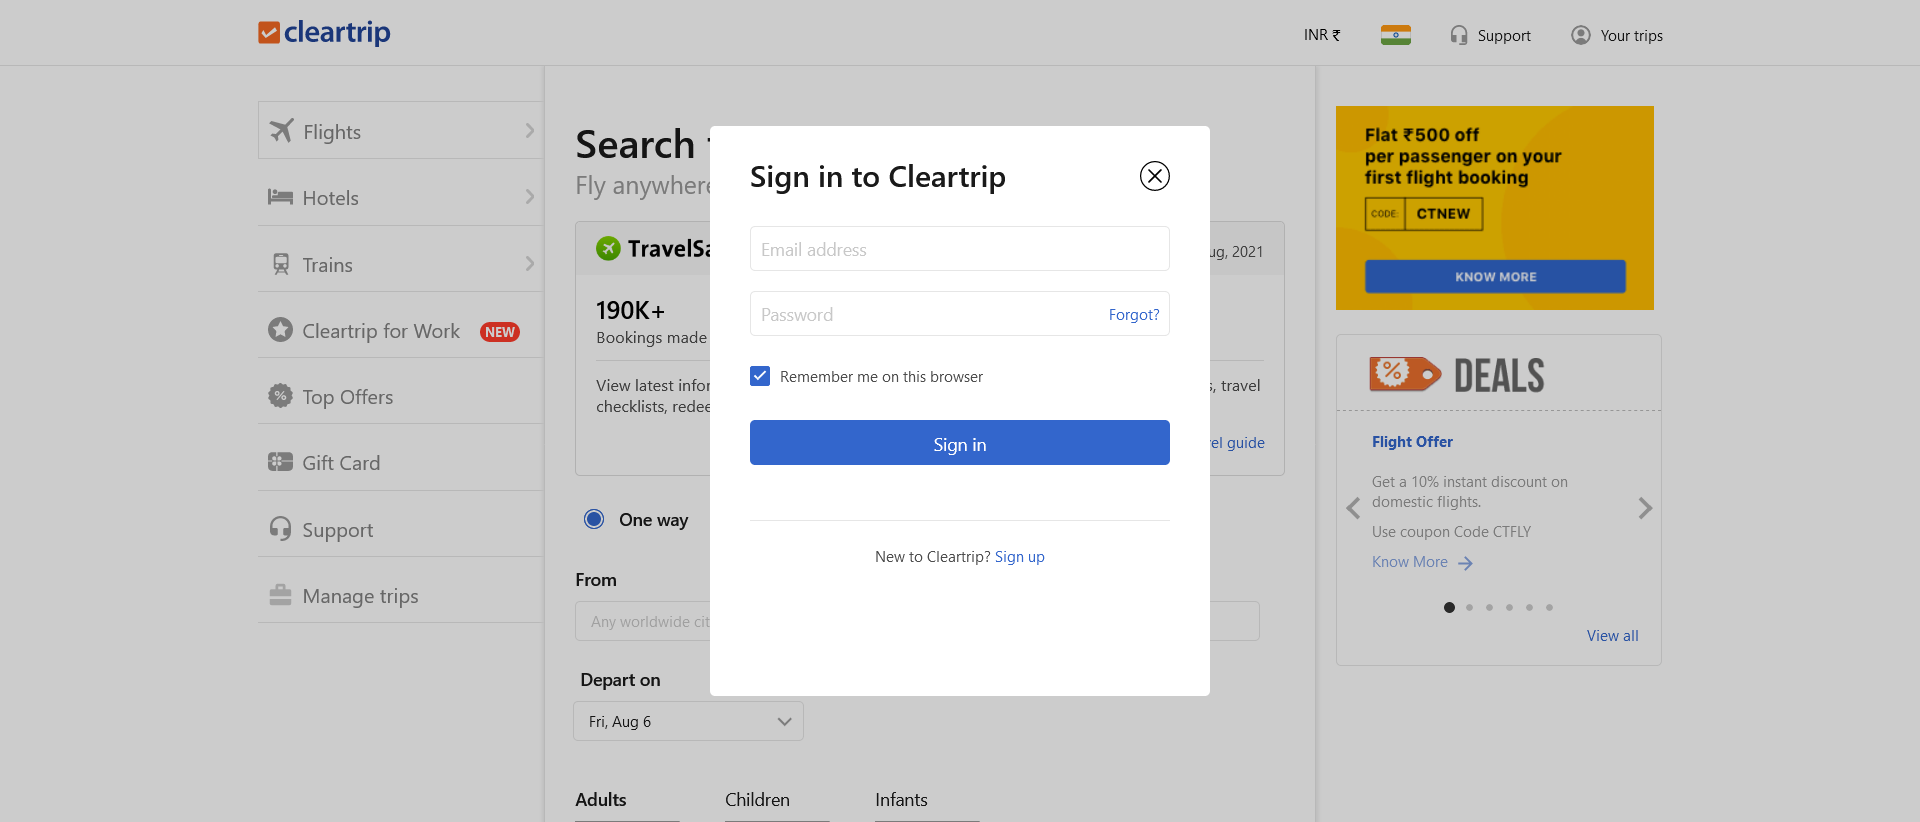 cleartrip
INR ₹
Support
Your trips
Flights
Hotels
Trains
Cleartrip for Work NEW
Top Offers
Gift Card
Support
Manage trips
Search
Fly anywhere
TravelSa
ug, 2021
190K+
Bookings made
View latest infor
s, travel
checklists, redee
vel guide
One way
From
Any worldwide cit
Depart on
Fri, Aug 6
Adults Children Infants
Sign in to Cleartrip
Email address
Password Forgot?
Remember me on this browser
Sign in
New to Cleartrip? Sign up
Flat ₹500 off
per passenger on your
first flight booking
CODE: CTNEW
KNOW MORE
% DEALS
Flight Offer
Get a 10% instant discount on
domestic flights.
Use coupon Code CTFLY
Know More
View all